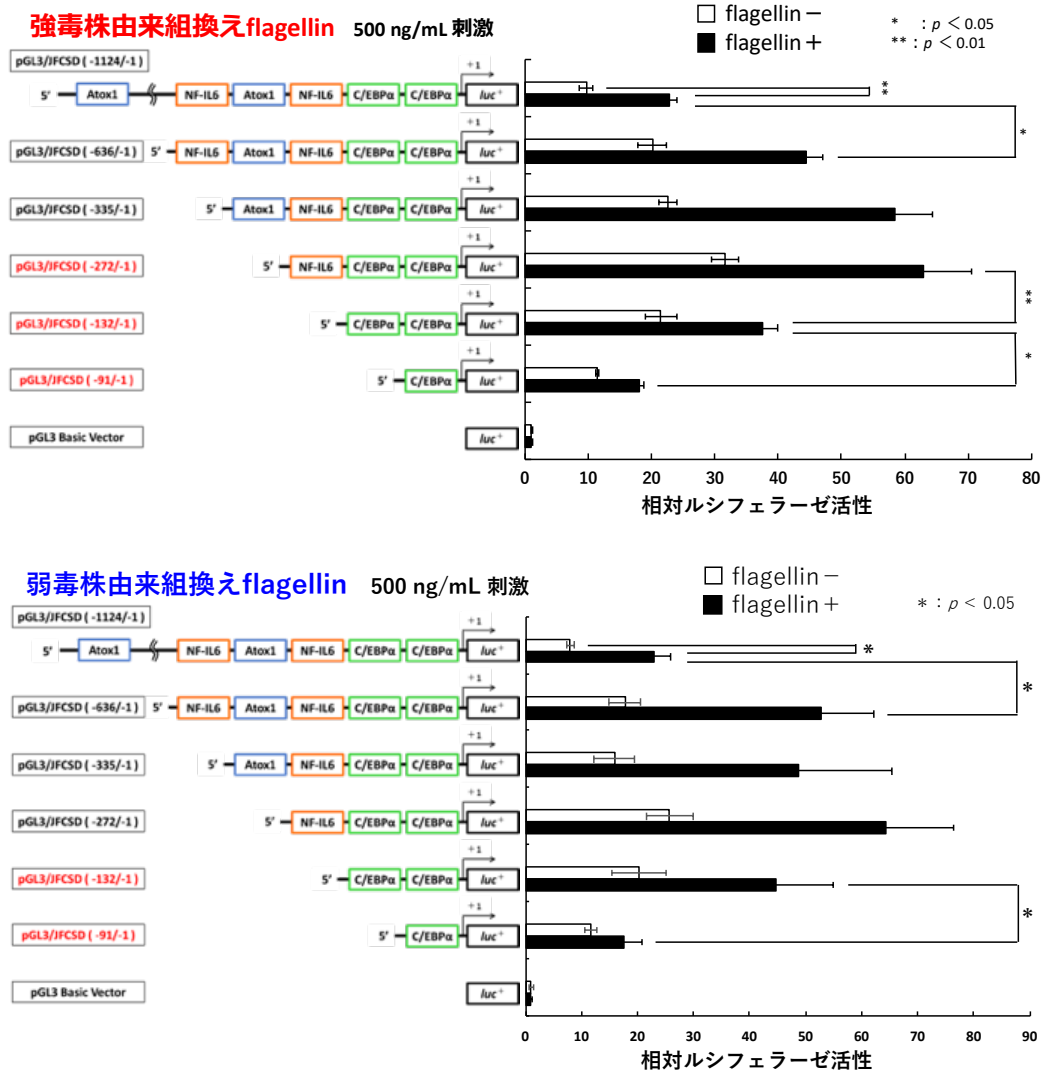 強毒株由来組換えflagellin 500 ng/mL 刺激
flagellin −
flagellin +
* : p < 0.05
** : p < 0.01
pGL3/JFCSD ( -1124/-1)
+1
5’ Atox1 NF-IL6 Atox1 NF-IL6 C/EBPα C/EBPα luc+
**
+1
pGL3/JFCSD ( -636/-1) 5’ NF-IL6 Atox1 NF-IL6 C/EBPα C/EBPα luc+
*
+1
pGL3/JFCSD ( -335/-1) 5’ Atox1 NF-IL6 C/EBPα C/EBPα luc+
+1
pGL3/JFCSD ( -272/-1) 5’ NF-IL6 C/EBPα C/EBPα luc+
**
+1
pGL3/JFCSD ( -132/-1) 5’ C/EBPα C/EBPα luc+
*
+1
pGL3/JFCSD ( -91/-1) 5’ C/EBPα luc+
pGL3 Basic Vector luc+
0 10 20 30 40 50 60 70 80
相対ルシフェラーゼ活性
弱毒株由来組換えflagellin 500 ng/mL 刺激
flagellin −
flagellin +
* : p < 0.05
pGL3/JFCSD ( -1124/-1)
+1
5’ Atox1 NF-IL6 Atox1 NF-IL6 C/EBPα C/EBPα luc+
*
+1
pGL3/JFCSD ( -636/-1) 5’ NF-IL6 Atox1 NF-IL6 C/EBPα C/EBPα luc+
*
+1
pGL3/JFCSD ( -335/-1) 5’ Atox1 NF-IL6 C/EBPα C/EBPα luc+
+1
pGL3/JFCSD ( -272/-1) 5’ NF-IL6 C/EBPα C/EBPα luc+
+1
pGL3/JFCSD ( -132/-1) 5’ C/EBPα C/EBPα luc+
*
+1
pGL3/JFCSD ( -91/-1) 5’ C/EBPα luc+
pGL3 Basic Vector luc+
0 10 20 30 40 50 60 70 80 90
相対ルシフェラーゼ活性